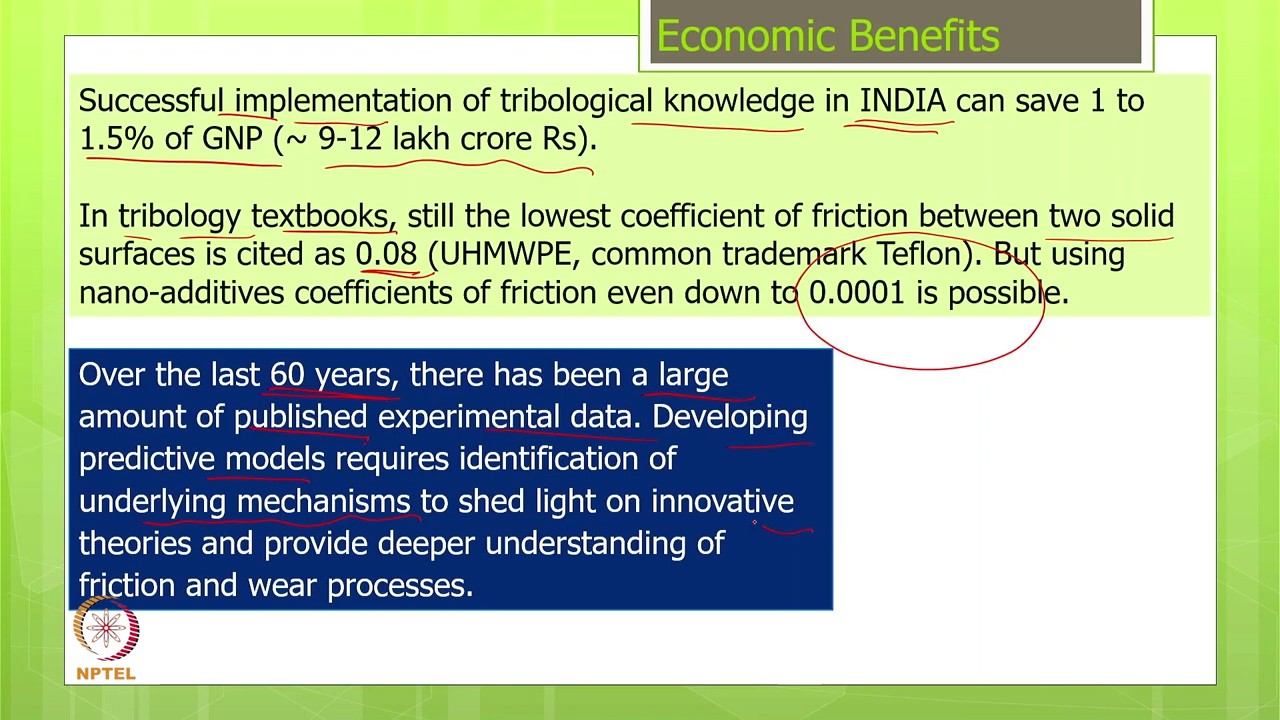 Economic Benefits
Successful implementation of tribological knowledge in INDIA can save 1 to
1.5% of GNP (~ 9-12 lakh crore Rs).
In tribology textbooks, still the lowest coefficient of friction between two solid
surfaces is cited as 0.08 (UHMWPE, common trademark Teflon). But using
nano-additives coefficients of friction even down to 0.0001 is possible.
Over the last 60 years, there has been a large
amount of published experimental data. Developing
predictive models requires identification of
underlying mechanisms to shed light on innovative
theories and provide deeper understanding of
friction and wear processes.
NPTEL